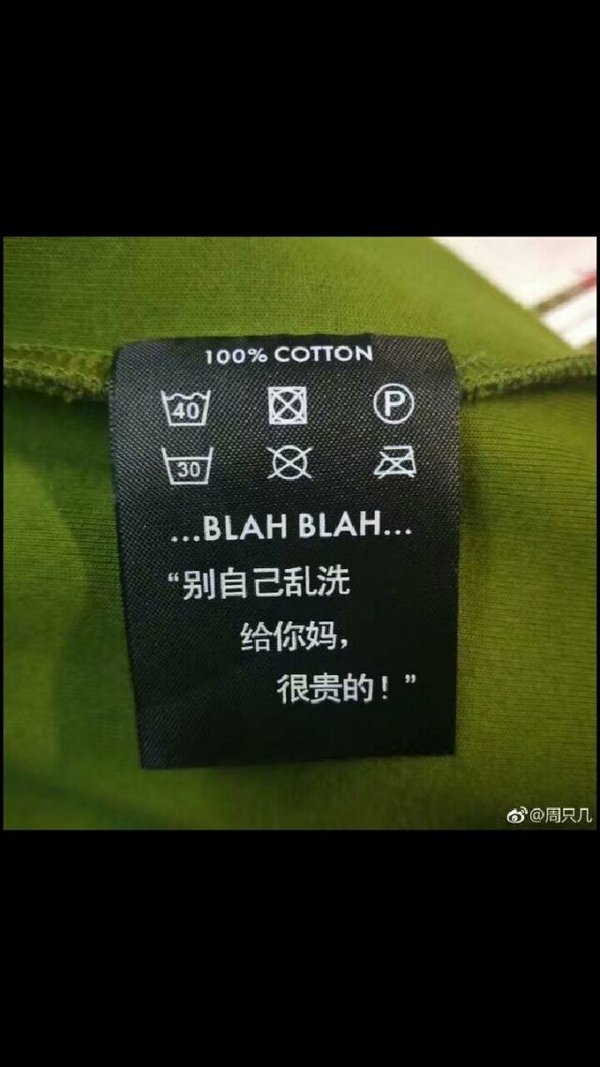 100% COTTON
40 P
30
...BLAH BLAH...
“别自己乱洗
给你妈，
很贵的！”
@周只几